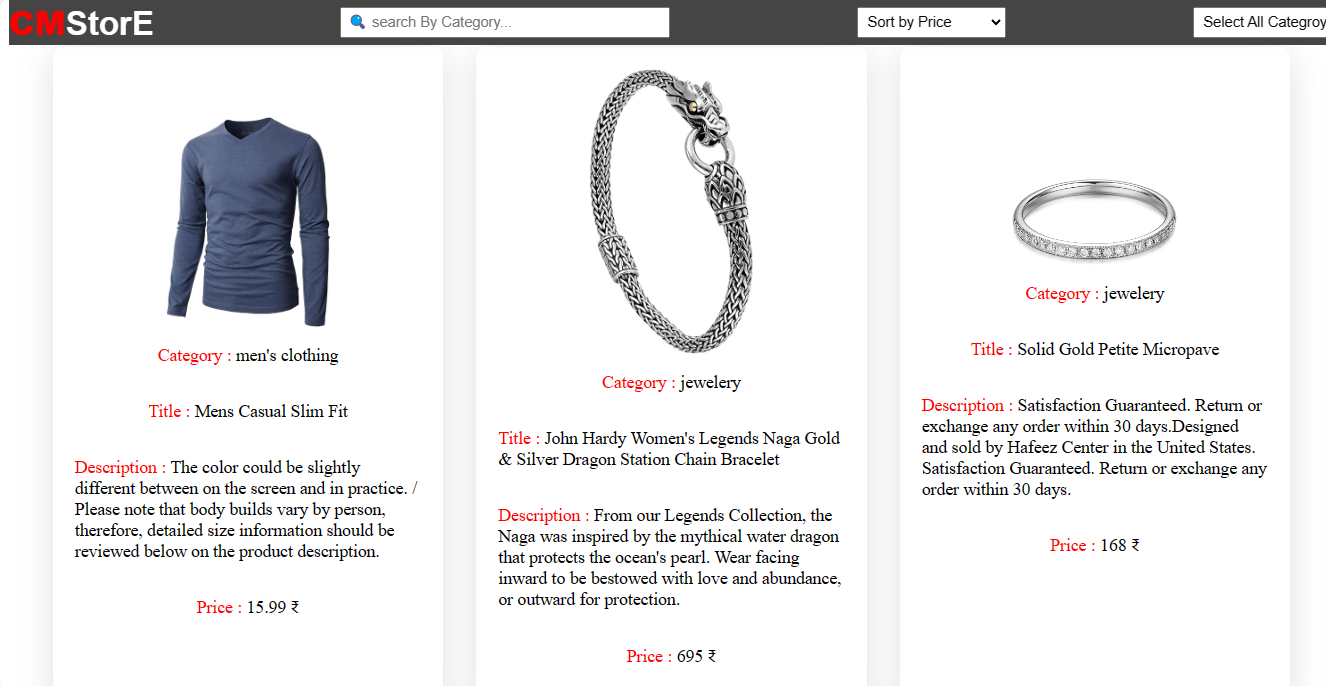 CMStorE
🔍 search By Category...
Sort by Price
Select All Categroy
Category : men's clothing
Title : Mens Casual Slim Fit
Description : The color could be slightly
different between on the screen and in practice. /
Please note that body builds vary by person,
therefore, detailed size information should be
reviewed below on the product description.
Price : 15.99 ₹
Category : jewelery
Title : John Hardy Women's Legends Naga Gold
& Silver Dragon Station Chain Bracelet
Description : From our Legends Collection, the
Naga was inspired by the mythical water dragon
that protects the ocean's pearl. Wear facing
inward to be bestowed with love and abundance,
or outward for protection.
Price : 695 ₹
Category : jewelery
Title : Solid Gold Petite Micropave
Description : Satisfaction Guaranteed. Return or
exchange any order within 30 days.Designed
and sold by Hafeez Center in the United States.
Satisfaction Guaranteed. Return or exchange any
order within 30 days.
Price : 168 ₹